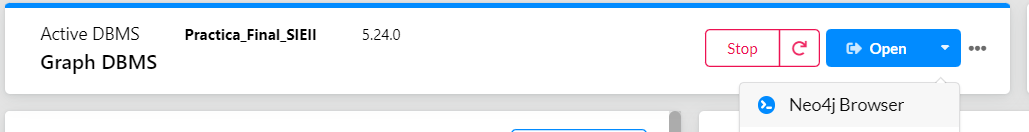 Active DBMS Practica_Final_SIEII 5.24.0
Graph DBMS
Stop Open
Neo4j Browser